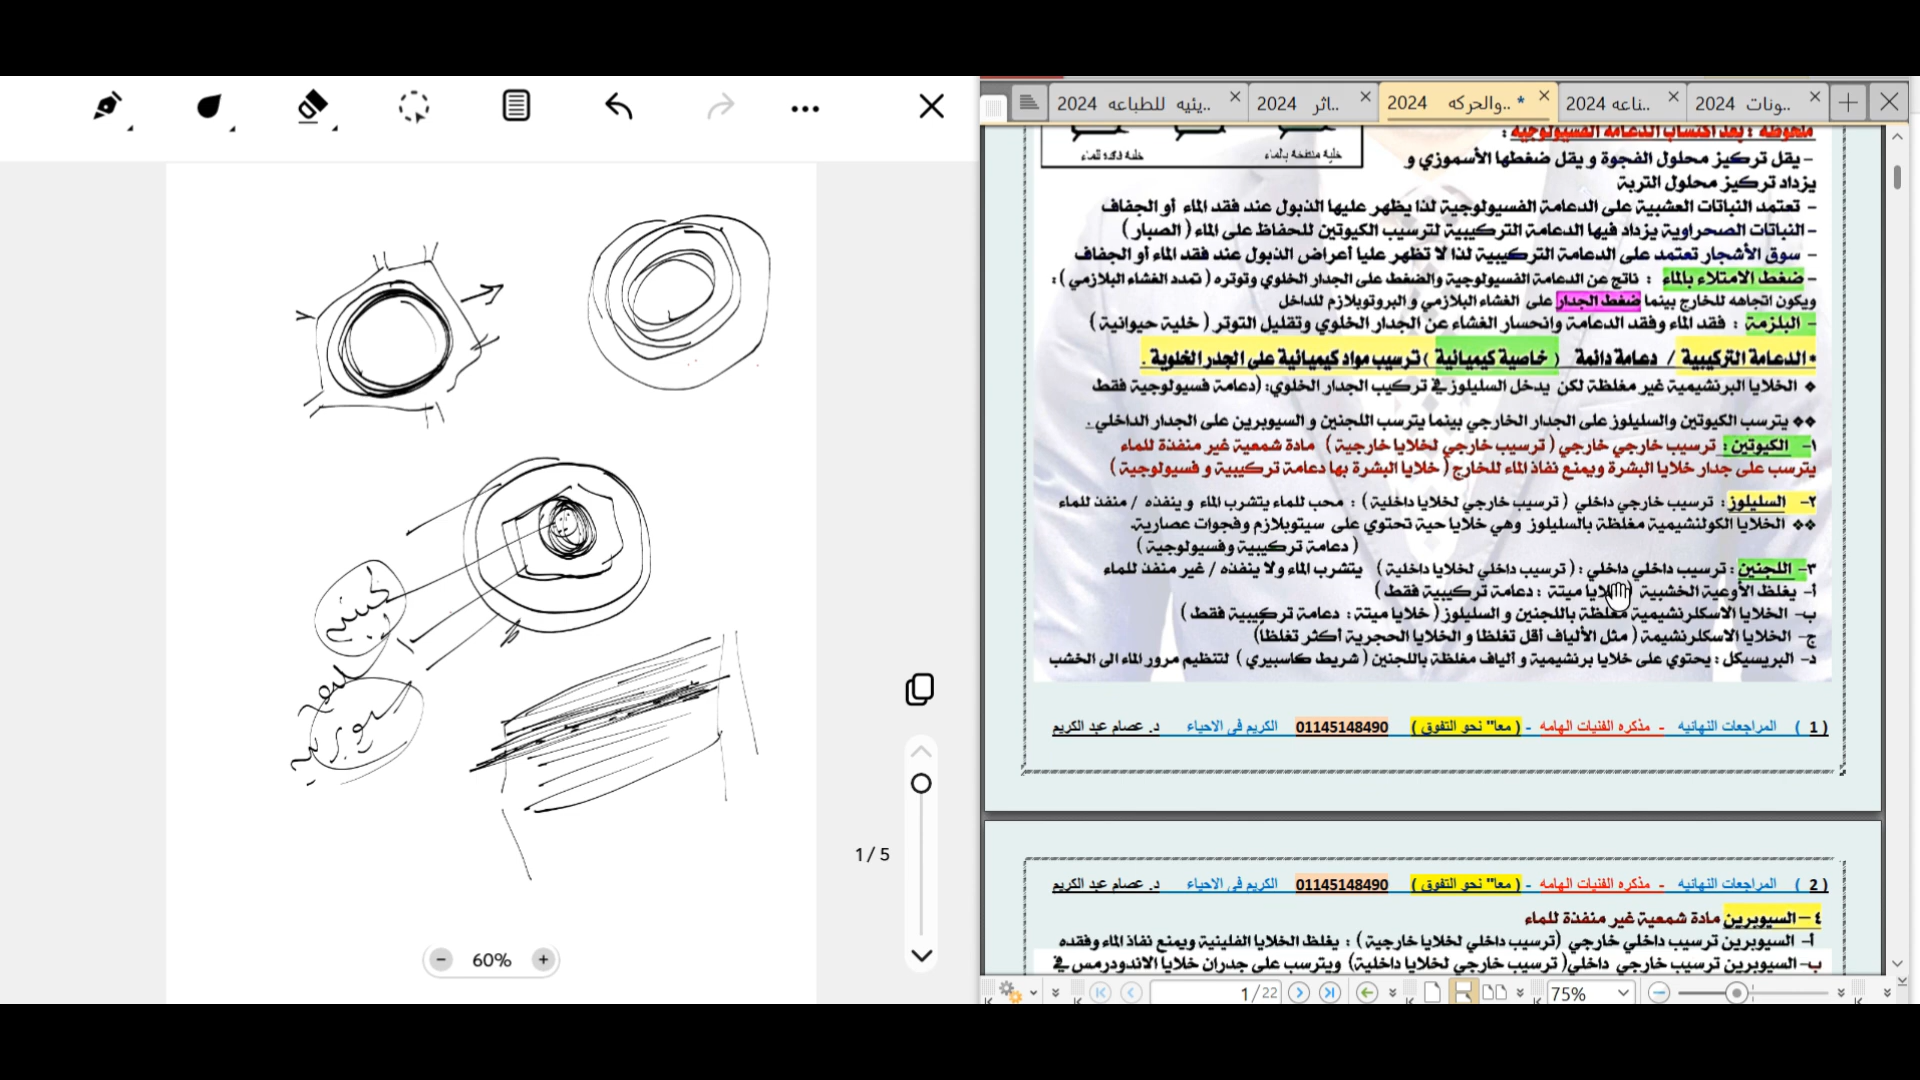 2024 ..ينيه للطباعه
2024 ..ائر
2024 ..والحركه *
2024 ..ناعه
2024 ..ونات
ملحوظة : بعد اكتساب الدعامة الفسيولوجية :
خلية منتفخة بالماء
خلية فاقدة للماء
- يقل تركيز محلول الفجوة و يقل ضغطها الأسموزي و
يزداد تركيز محلول التربة
- تعتمد النباتات العشبية على الدعامة الفسيولوجية لذا يظهر عليها الذبول عند فقد الماء أو الجفاف
- النباتات الصحراوية يزداد فيها الدعامة التركيبية لترسيب الكيوتين للحفاظ على الماء ( الصبار )
- سوق الأشجار تعتمد على الدعامة التركيبية لذا لا تظهر عليا أعراض الذبول عند فقد الماء أو الجفاف
- ضغط الامتلاء بالماء : ناتج عن الدعامة الفسيولوجية والضغط على الجدار الخلوي وتوتره ( تمدد الغشاء البلازمي ) :
ويكون اتجاهه للخارج بينما ضغط الجدار على الغشاء البلازمي و البروتوبلازم للداخل
- البلزمة : فقد الماء وفقد الدعامة وانحسار الغشاء عن الجدار الخلوي وتقليل التوتر ( خلية حيوانية )
• الدعامة التركيبية / دعامة دائمة ( خاصية كيميائية ) ترسيب مواد كيميائية على الجدر الخلوية .
❖ الخلايا البرنشيمية غير مغلظة لكن يدخل السليلوز في تركيب الجدار الخلوي: (دعامة فسيولوجية فقط
❖❖ يترسب الكيوتين والسليلوز على الجدار الخارجي بينما يترسب اللجنين و السيوبرين على الجدار الداخلي .
١- الكيوتين : ترسيب خارجي خارجي ( ترسيب خارجي لخلايا خارجية ) مادة شمعية غير منفذة للماء
يترسب على جدار خلايا البشرة ويمنع نفاذ الماء للخارج ( خلايا البشرة بها دعامة تركيبية و فسيولوجية )
٢- السليلوز : ترسيب خارجي داخلي ( ترسيب خارجي لخلايا داخلية ) : محب للماء يتشرب الماء و ينفذه / منفذ للماء
❖❖ الخلايا الكولنشيمية مغلظة بالسليلوز وهي خلايا حية تحتوي على سيتوبلازم وفجوات عصارية.
( دعامة تركيبية وفسيولوجية )
٣- اللجنين : ترسيب داخلي داخلي : ( ترسيب داخلي لخلايا داخلية ) يتشرب الماء ولا ينفذه / غير منفذ للماء
أ- يغلظ الأوعية الخشبية ميتة : دعامة تركيبية فقط )
ب- الخلايا الاسكلرنشيمية مغلظة باللجنين و السليلوز ( خلايا ميتة : دعامة تركيبية فقط )
ج- الخلايا الاسكلرنشيمة ( مثل الألياف أقل تغلظا و الخلايا الحجرية أكثر تغلظا)
د- البريسيكل : يحتوي على خلايا برنشيمية و ألياف مغلظة باللجنين ( شريط كاسبيري ) لتنظيم مرور الماء الى الخشب
( 1 ) المراجعات النهائيه - مذكره الفنيات الهامه - ( معا" نحو التفوق ) 01145148490 الكريم فى الاحياء د. عصام عبد الكريم
( 2 ) المراجعات النهائيه - مذكره الفنيات الهامه - ( معا" نحو التفوق ) 01145148490 الكريم فى الاحياء د. عصام عبد الكريم
٤ – السيوبرين مادة شمعية غير منفذة للماء
أ- السيوبرين ترسيب داخلي خارجي (ترسيب داخلي لخلايا خارجية ) : يغلظ الخلايا الفلينية ويمنع نفاذ الماء وفقده
ب- السيوبرين ترسيب خارجي داخلي( ترسيب خارجي لخلايا داخلية) ويترسب على جدران خلايا الاندودرمس في
لجنين
سيوبرين
1 / 5
60%
1 / 22
75%